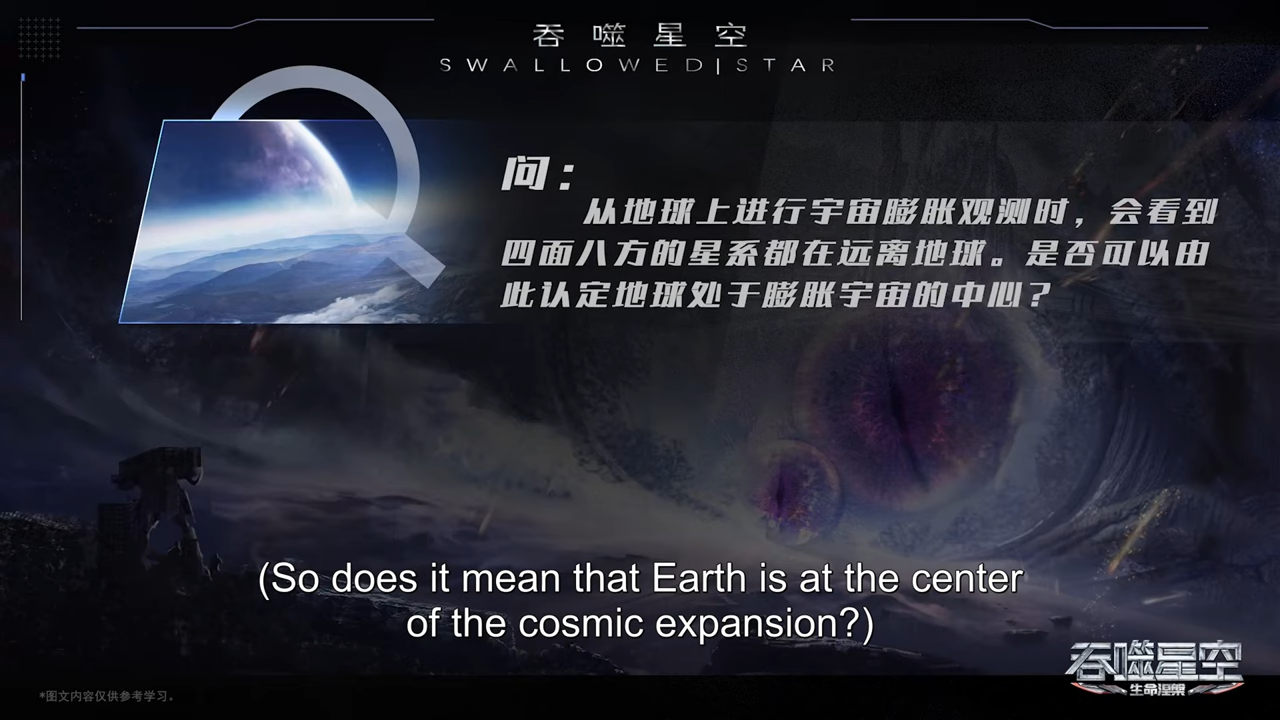 吞噬星空
SWALLOWED|STAR
问：
从地球上进行宇宙膨胀观测时，会看到
四面八方的星系都在远离地球。是否可以由
此认定地球处于膨胀宇宙的中心？
(So does it mean that Earth is at the center
of the cosmic expansion?)
吞噬星空
生命涅槃
*图文内容仅供参考学习。